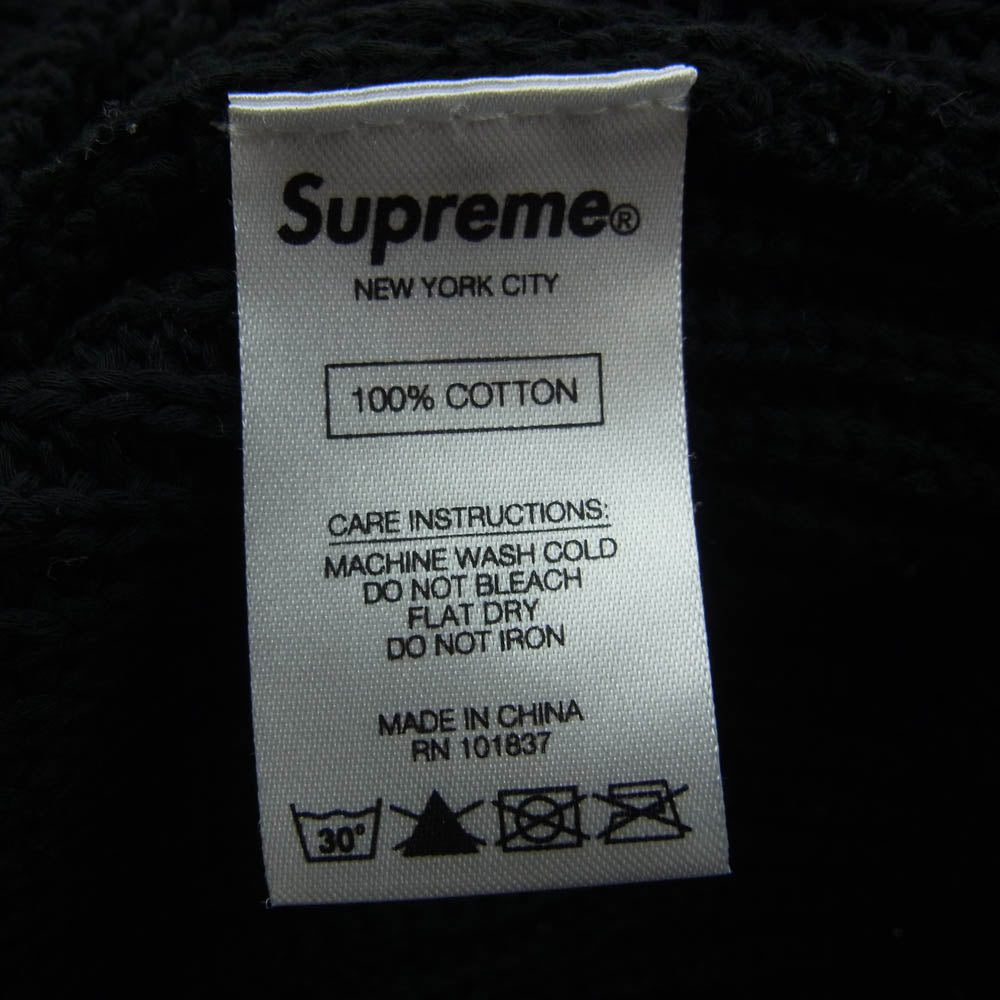 Supreme®
NEW YORK CITY
100% COTTON
CARE INSTRUCTIONS:
MACHINE WASH COLD
DO NOT BLEACH
FLAT DRY
DO NOT IRON
MADE IN CHINA
RN 101837
30°